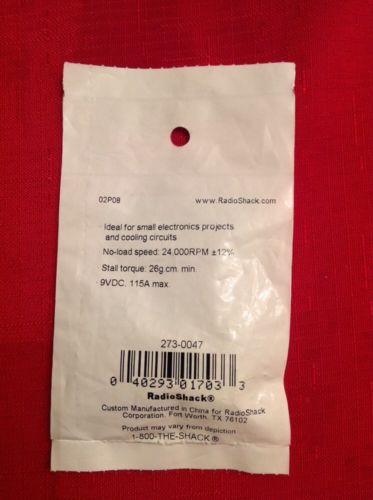 02P08 www.RadioShack.com
Ideal for small electronics projects
and cooling circuits
No-load speed: 24,000RPM ±12%
Stall torque: 26g.cm. min.
9VDC, 115A max.
273-0047
0 40293 01703 3
RadioShack®
Custom Manufactured in China for RadioShack
Corporation, Fort Worth, TX 76102
Product may vary from depiction
1-800-THE-SHACK ®